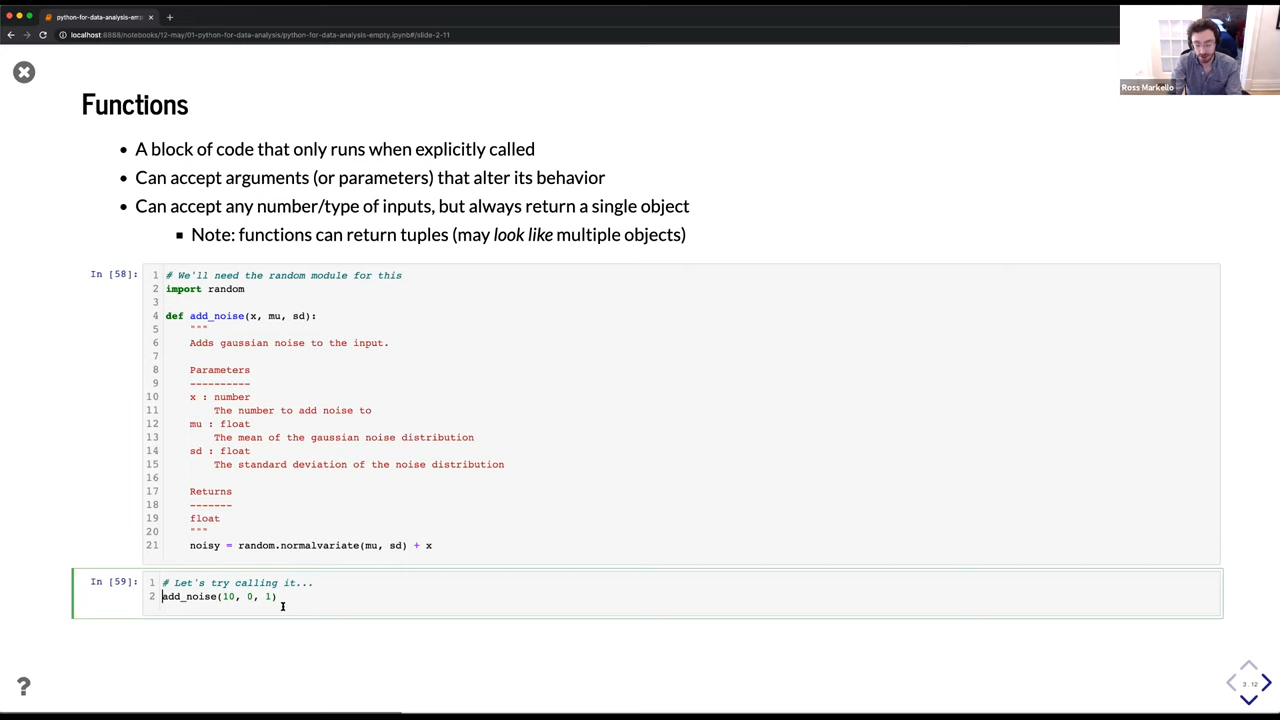 python-for-data-analysis-emp
localhost:8888/notebooks/12-may/01-python-for-data-analysis/python-for-data-analysis-empty.ipynb#/slide-2-11
Ross Markello
Functions
A block of code that only runs when explicitly called
Can accept arguments (or parameters) that alter its behavior
Can accept any number/type of inputs, but always return a single object
Note: functions can return tuples (may look like multiple objects)
In [58]:
1 # We'll need the random module for this
2 import random
3
4 def add_noise(x, mu, sd):
5 """
6 Adds gaussian noise to the input.
7
8 Parameters
9 ----------
10 x : number
11 The number to add noise to
12 mu : float
13 The mean of the gaussian noise distribution
14 sd : float
15 The standard deviation of the noise distribution
16
17 Returns
18 -------
19 float
20 """
21 noisy = random.normalvariate(mu, sd) + x
In [59]:
1 # Let's try calling it...
2 add_noise(10, 0, 1)
?
3.12